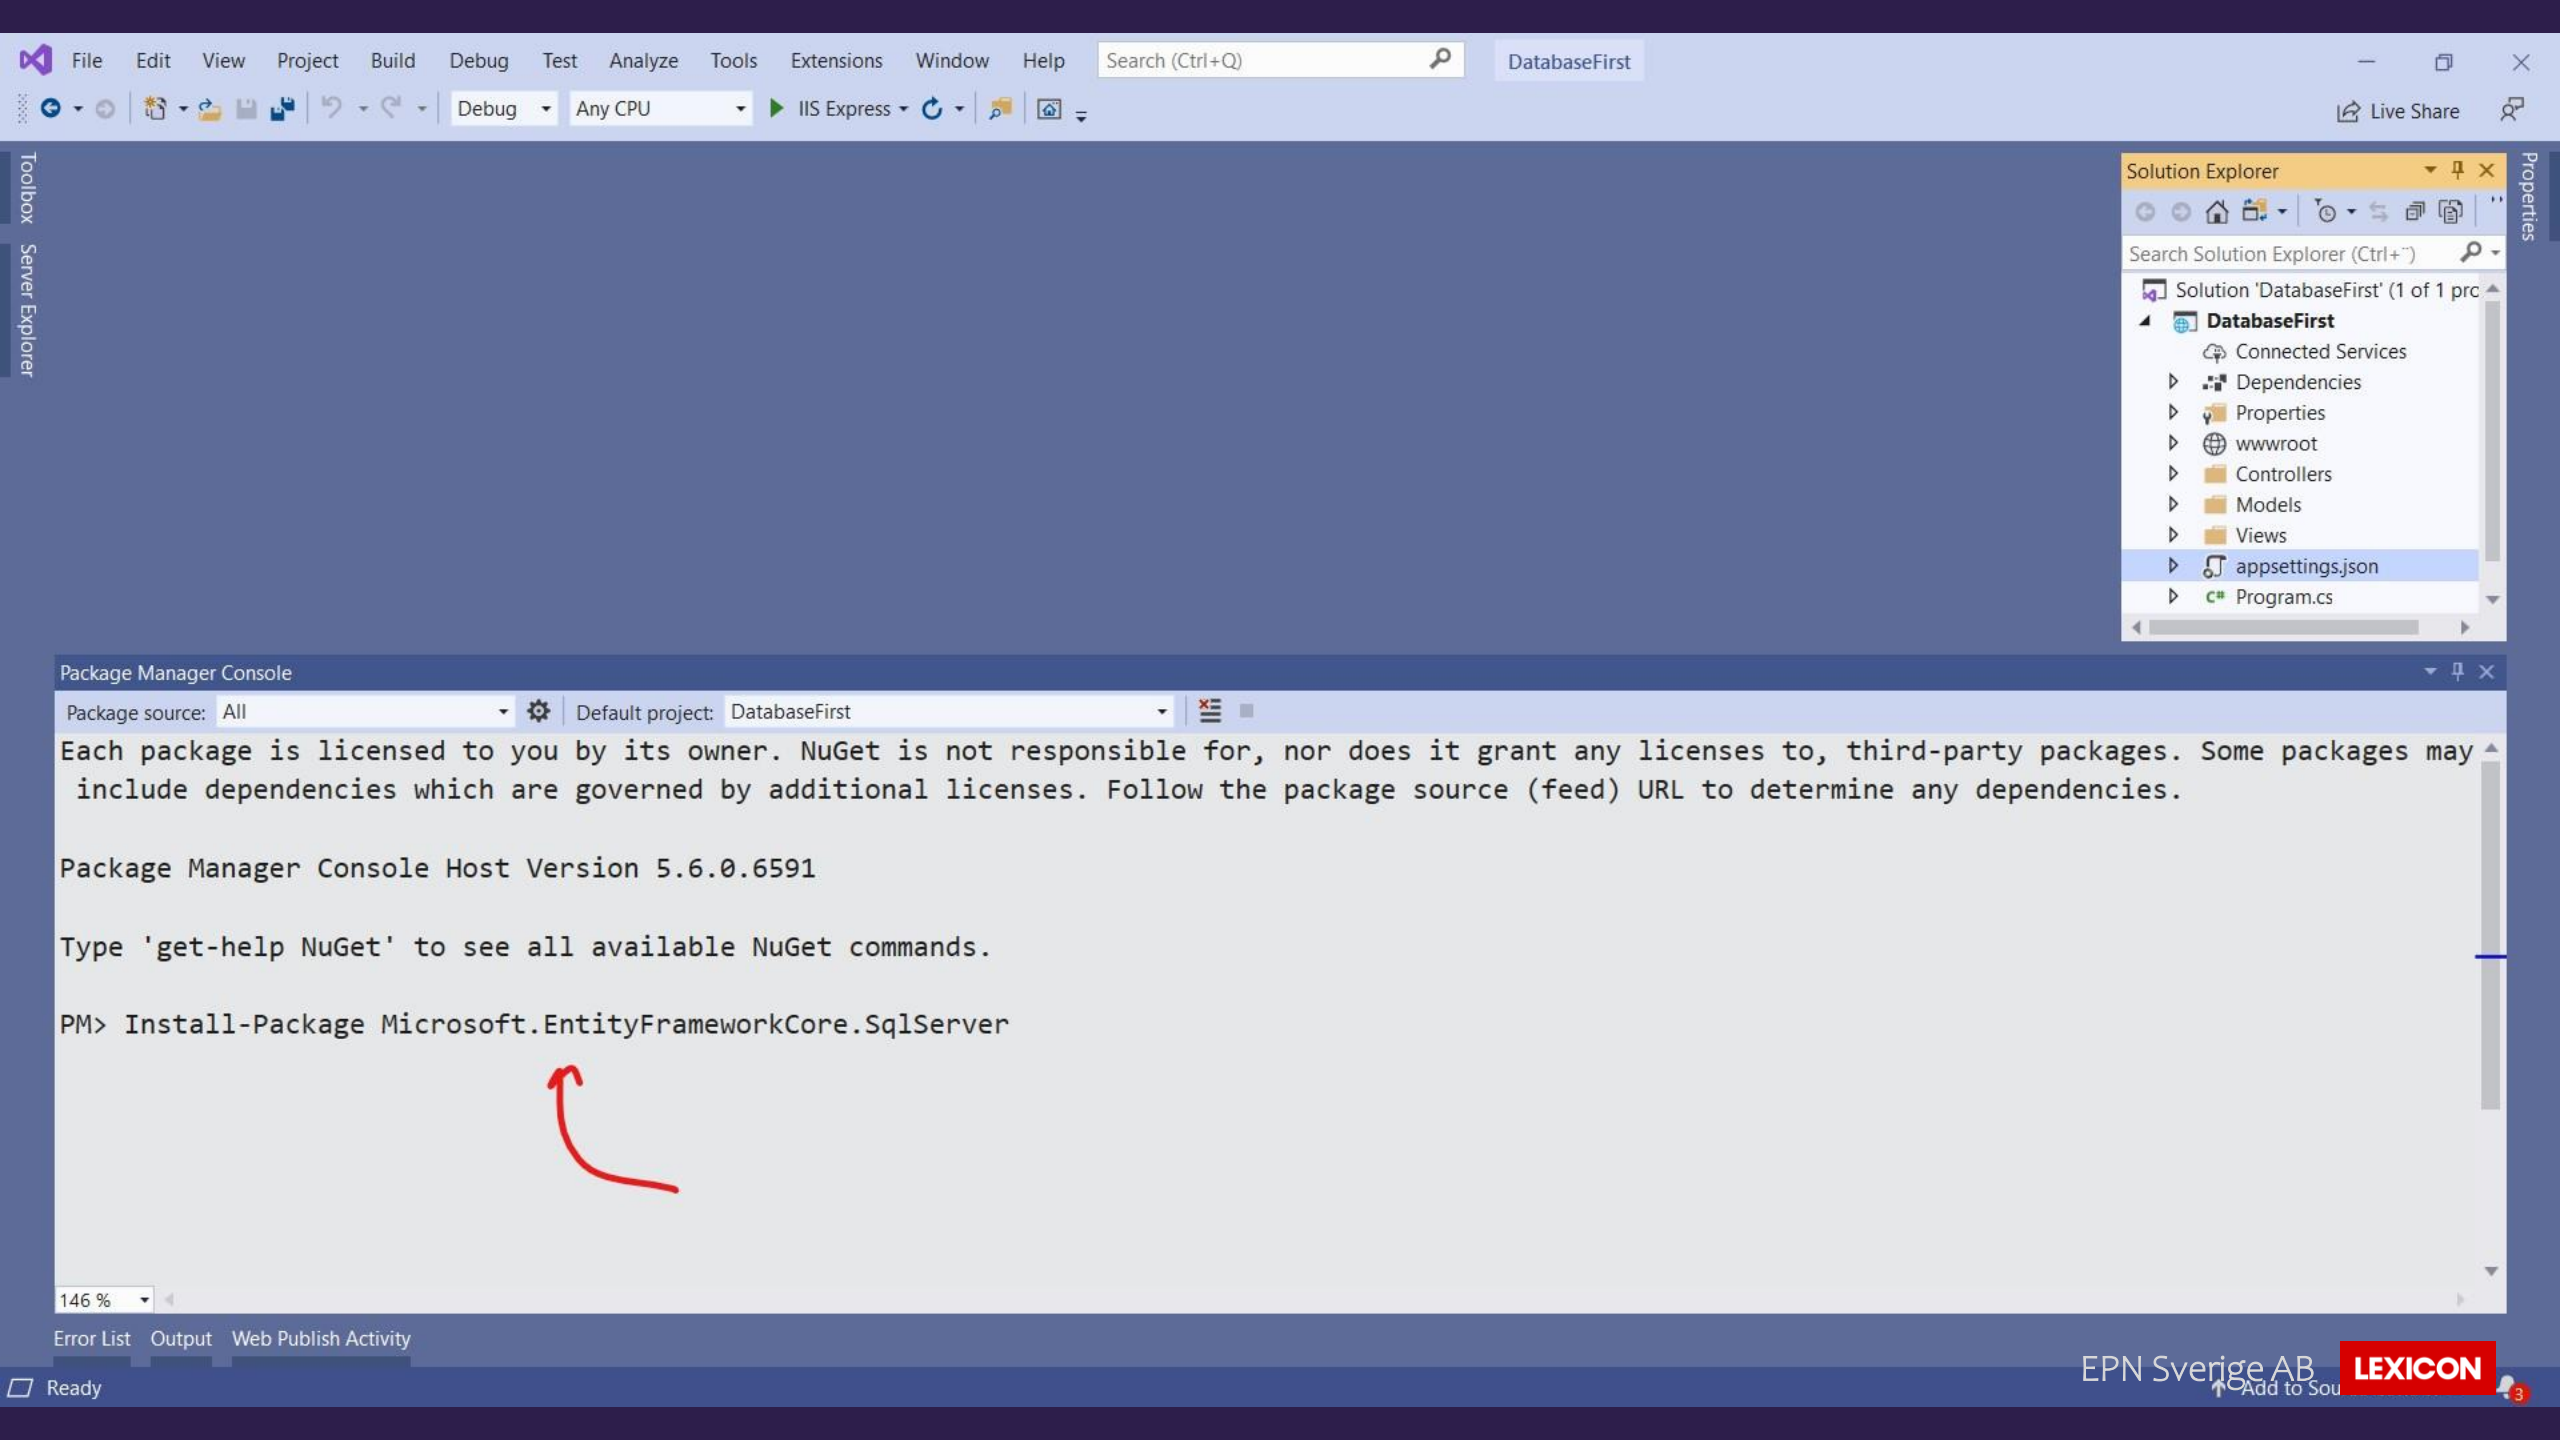 File Edit View Project Build Debug Test Analyze Tools Extensions Window Help Search (Ctrl+Q) DatabaseFirst
Debug Any CPU IIS Express Live Share
Toolbox
Server Explorer
Properties
Solution Explorer
Search Solution Explorer (Ctrl+¨)
Solution 'DatabaseFirst' (1 of 1 pro
DatabaseFirst
Connected Services
Dependencies
Properties
wwwroot
Controllers
Models
Views
appsettings.json
C# Program.cs
Package Manager Console
Package source: All Default project: DatabaseFirst
Each package is licensed to you by its owner. NuGet is not responsible for, nor does it grant any licenses to, third-party packages. Some packages may
include dependencies which are governed by additional licenses. Follow the package source (feed) URL to determine any dependencies.
Package Manager Console Host Version 5.6.0.6591
Type 'get-help NuGet' to see all available NuGet commands.
PM> Install-Package Microsoft.EntityFrameworkCore.SqlServer
146 %
Error List Output Web Publish Activity
EPN Sverige AB LEXICON
Ready Add to Sou 3